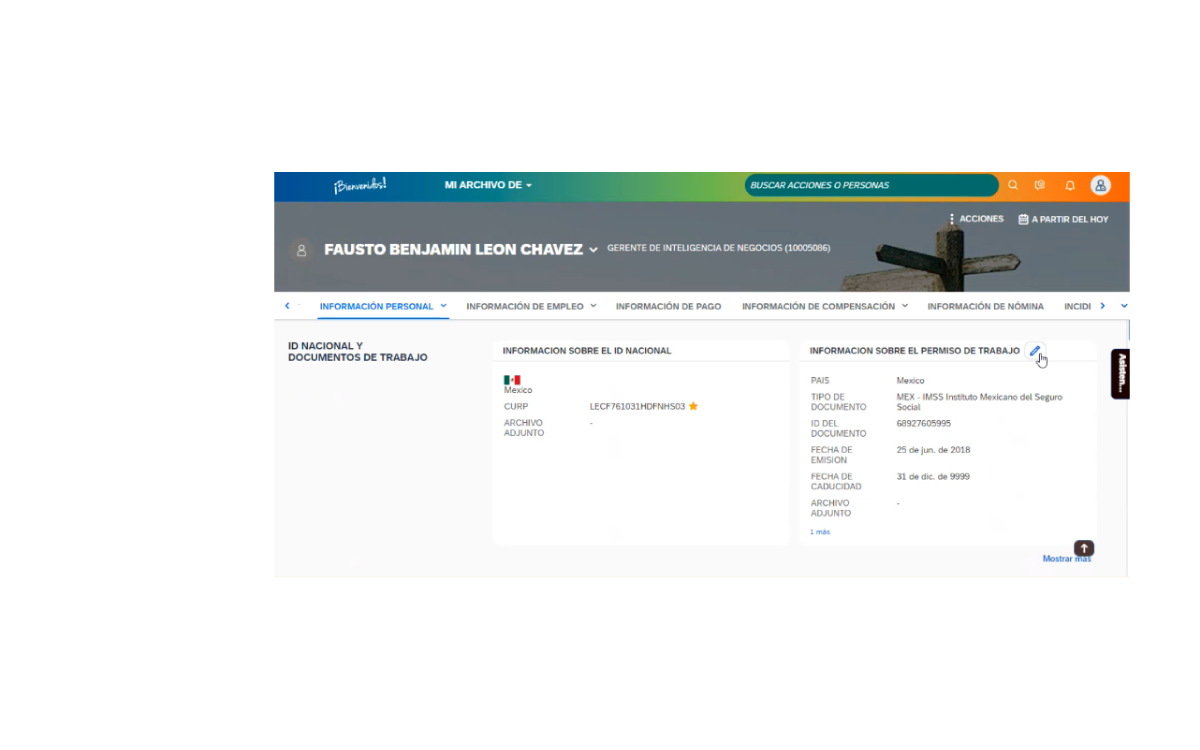 ¡Bienvenidos!
MI ARCHIVO DE
BUSCAR ACCIONES O PERSONAS
ACCIONES
A PARTIR DEL HOY
FAUSTO BENJAMIN LEON CHAVEZ
GERENTE DE INTELIGENCIA DE NEGOCIOS (10005086)
INFORMACIÓN PERSONAL
INFORMACIÓN DE EMPLEO
INFORMACIÓN DE PAGO
INFORMACIÓN DE COMPENSACIÓN
INFORMACIÓN DE NÓMINA
INCIDI
ID NACIONAL Y
DOCUMENTOS DE TRABAJO
INFORMACION SOBRE EL ID NACIONAL
Mexico
CURP
LECF761031HDFNHS03
ARCHIVO
ADJUNTO
-
INFORMACION SOBRE EL PERMISO DE TRABAJO
PAIS
Mexico
TIPO DE
DOCUMENTO
MEX - IMSS Instituto Mexicano del Seguro
Social
ID DEL
DOCUMENTO
68927605995
FECHA DE
EMISION
25 de jun. de 2018
FECHA DE
CADUCIDAD
31 de dic. de 9999
ARCHIVO
ADJUNTO
-
1 más
Mostrar más
Asisten...